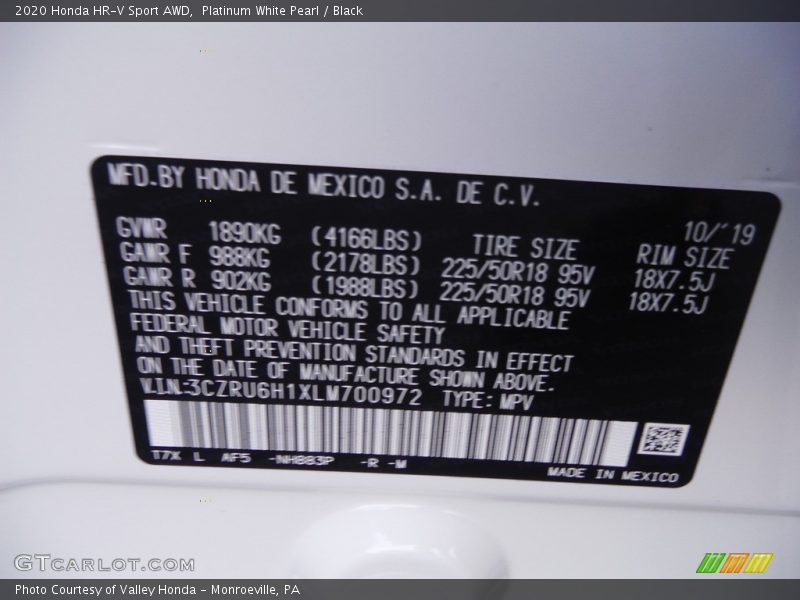 2020 Honda HR-V Sport AWD,  Platinum White Pearl / Black
MFD.BY HONDA DE MEXICO S.A. DE C.V.
10/'19
GVWR 1890KG (4166LBS) TIRE SIZE RIM SIZE
GAWR F 988KG (2178LBS) 225/50R18 95V 18X7.5J
GAWR R 902KG (1988LBS) 225/50R18 95V 18X7.5J
THIS VEHICLE CONFORMS TO ALL APPLICABLE
FEDERAL MOTOR VEHICLE SAFETY
AND THEFT PREVENTION STANDARDS IN EFFECT
ON THE DATE OF MANUFACTURE SHOWN ABOVE.
V.I.N.:3CZRU6H1XLM700972 TYPE: MPV
T7X L AF5 -NH883P -R -M
MADE IN MEXICO
GTCARLOT.COM
Photo Courtesy of Valley Honda - Monroeville, PA